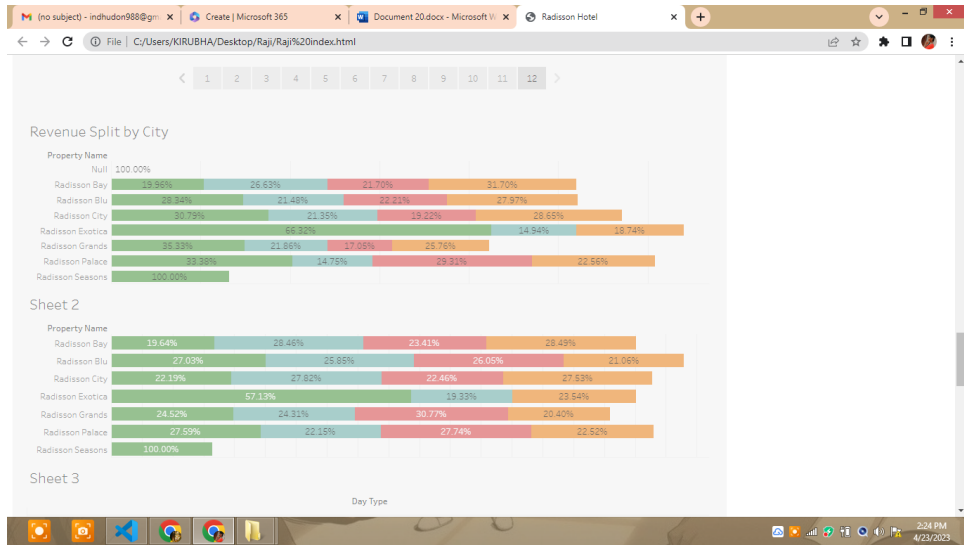 (no subject) - indhudon988@gm
Create | Microsoft 365
Document 20.docx - Microsoft W
Radisson Hotel
File | C:/Users/KIRUBHA/Desktop/Raji/Raji%20index.html
1 2 3 4 5 6 7 8 9 10 11 12
Revenue Split by City
Property Name
Null 100.00%
Radisson Bay 19.96% 26.63% 21.70% 31.70%
Radisson Blu 28.34% 21.48% 22.21% 27.97%
Radisson City 30.79% 21.35% 19.22% 28.65%
Radisson Exotica 66.32% 14.94% 18.74%
Radisson Grands 35.33% 21.86% 17.05% 25.76%
Radisson Palace 33.38% 14.75% 29.31% 22.56%
Radisson Seasons 100.00%
Sheet 2
Property Name
Radisson Bay 19.64% 28.46% 23.41% 28.49%
Radisson Blu 27.03% 25.85% 26.05% 21.06%
Radisson City 22.19% 27.82% 22.46% 27.53%
Radisson Exotica 57.13% 19.33% 23.54%
Radisson Grands 24.52% 24.31% 30.77% 20.40%
Radisson Palace 27.59% 22.15% 27.74% 22.52%
Radisson Seasons 100.00%
Sheet 3
Day Type
2:24 PM
4/23/2023